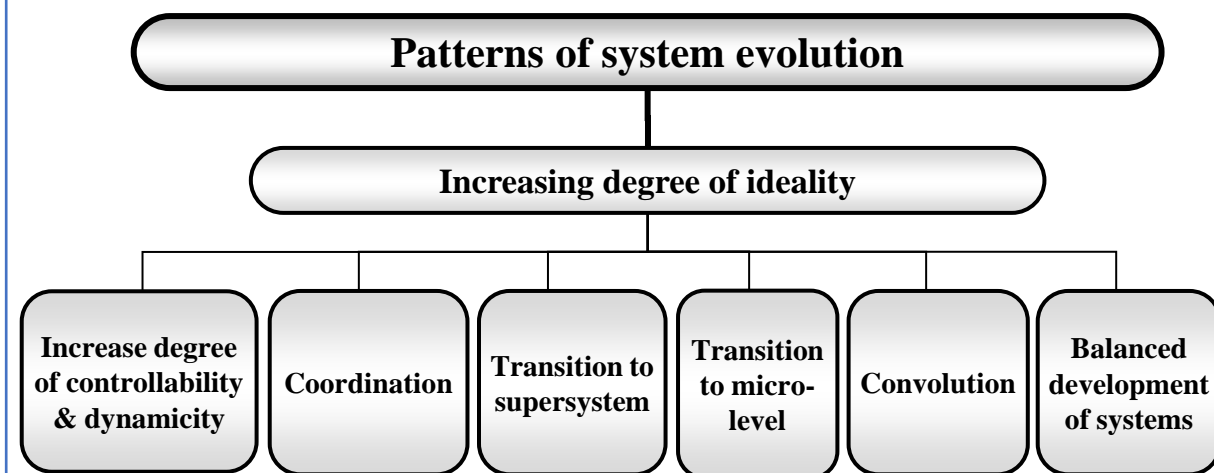 Patterns of system evolution
Increasing degree of ideality
Increase degree
of controllability
& dynamicity
Coordination
Transition to
supersystem
Transition
to micro-
level
Convolution
Balanced
development
of systems